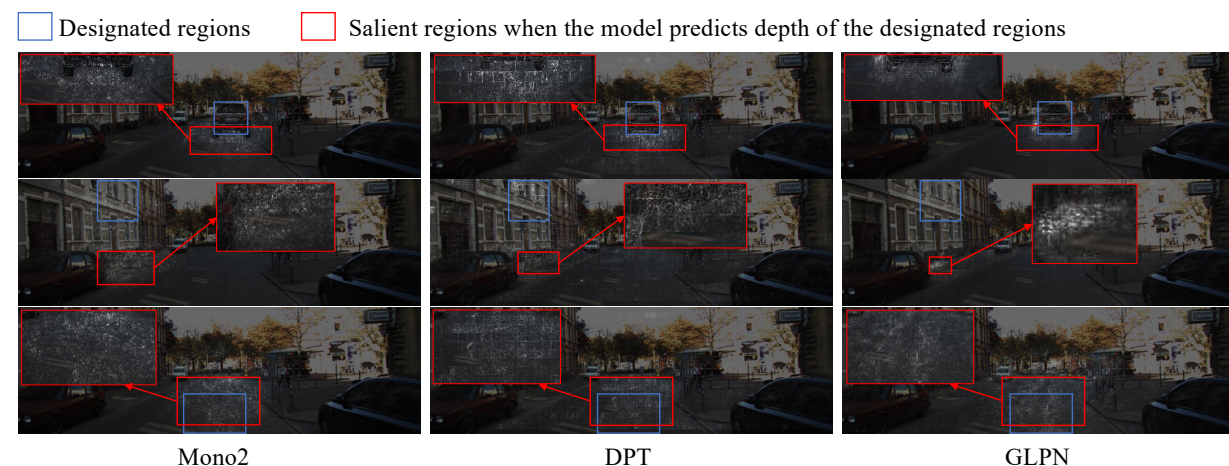 Designated regions
Salient regions when the model predicts depth of the designated regions
Mono2
DPT
GLPN